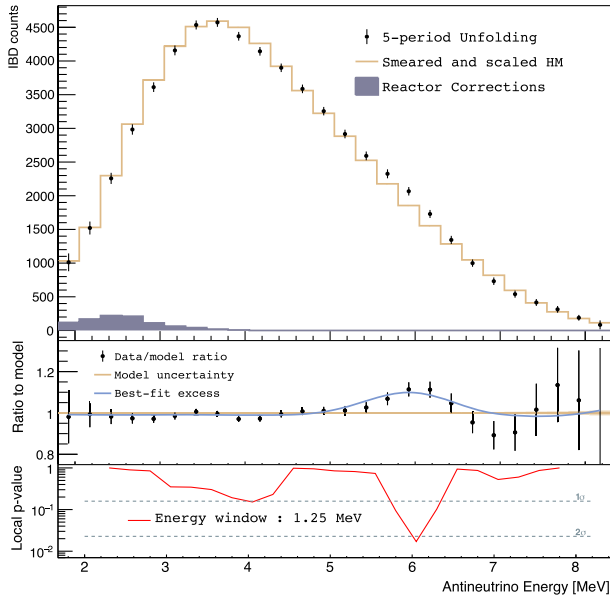 IBD counts
4500
4000
3500
3000
2500
2000
1500
1000
500
0
5-period Unfolding
Smeared and scaled HM
Reactor Corrections
Ratio to model
1.2
1
0.8
Data/model ratio
Model uncertainty
Best-fit excess
Local p-value
1
10⁻¹
10⁻²
Energy window : 1.25 MeV
2 3 4 5 6 7 8
Antineutrino Energy [MeV]